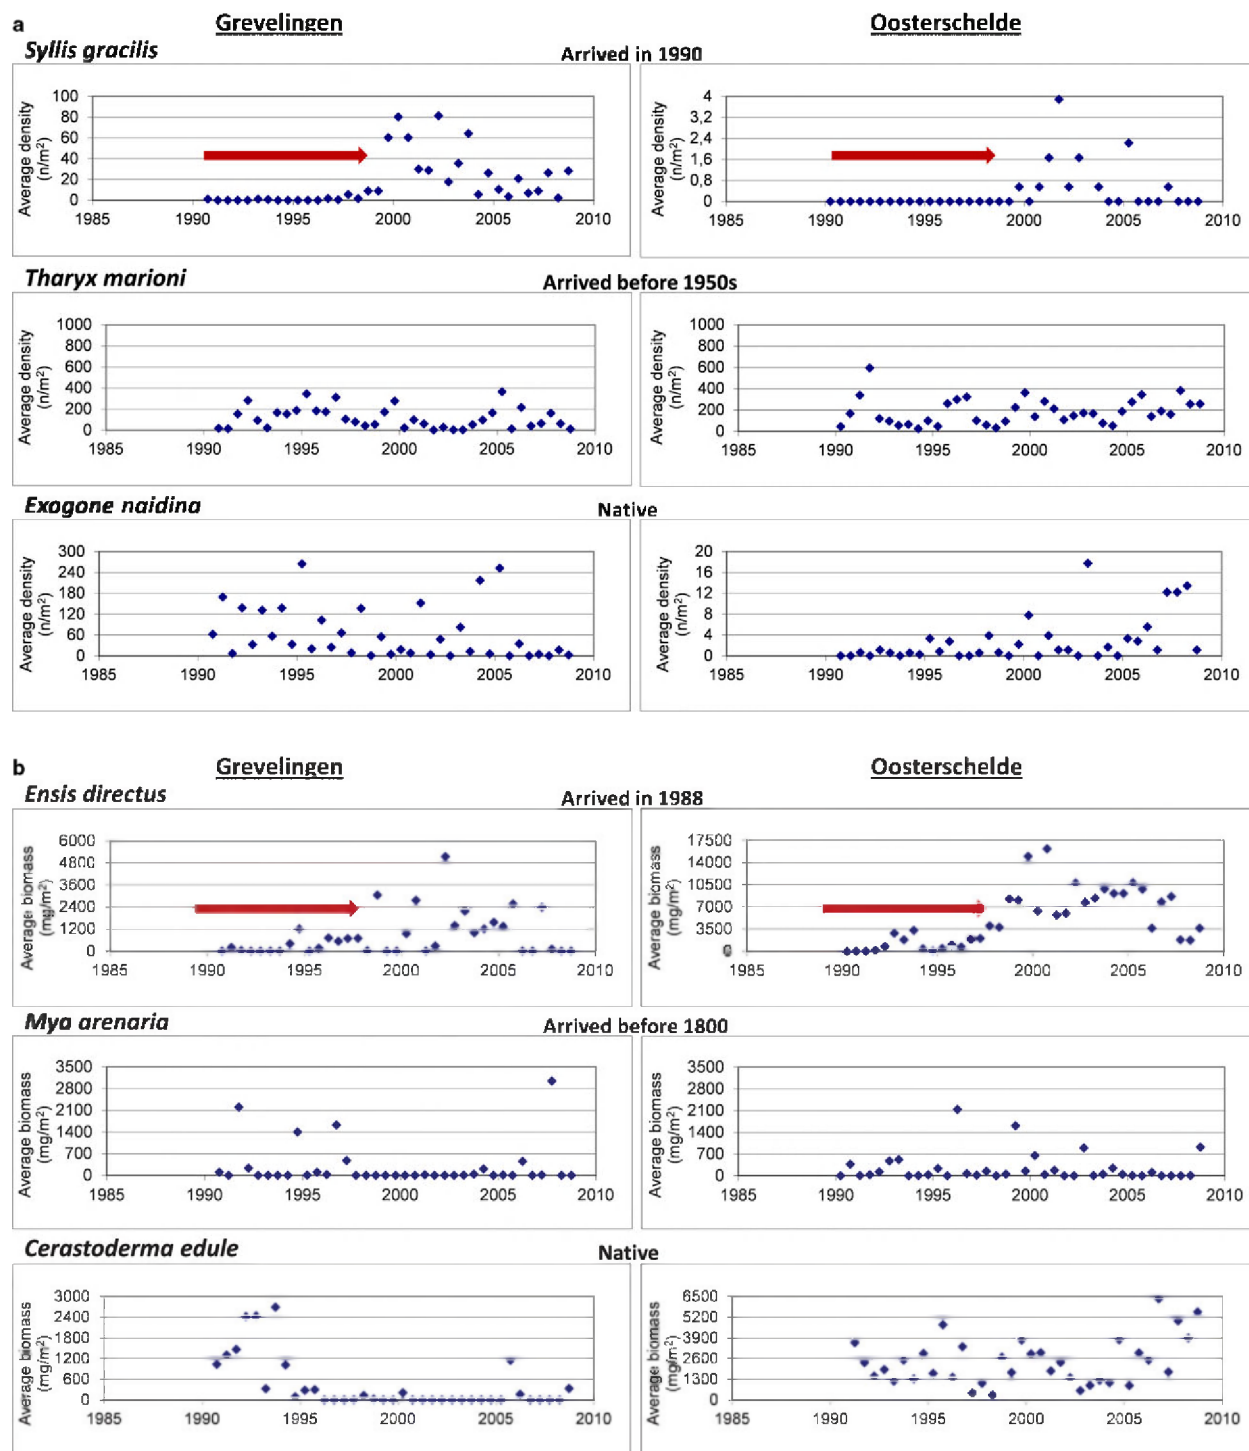 a
Grevelingen
Oosterschelde
Syllis gracilis
Arrived in 1990
Average density
(n/m²)
100
80
60
40
20
0
1985 1990 1995 2000 2005 2010
Average density
(n/m²)
4
3,2
2,4
1,6
0,8
0
1985 1990 1995 2000 2005 2010
Tharyx marioni
Arrived before 1950s
Average density
(n/m²)
1000
800
600
400
200
0
1985 1990 1995 2000 2005 2010
Average density
(n/m²)
1000
800
600
400
200
0
1985 1990 1995 2000 2005 2010
Exogone naidina
Native
Average density
(n/m²)
300
240
180
120
60
0
1985 1990 1995 2000 2005 2010
Average density
(n/m²)
20
16
12
8
4
0
1985 1990 1995 2000 2005 2010
b
Grevelingen
Oosterschelde
Ensis directus
Arrived in 1988
Average biomass
(mg/m²)
6000
4800
3600
2400
1200
0
1985 1990 1995 2000 2005 2010
Average biomass
(mg/m²)
17500
14000
10500
7000
3500
0
1985 1990 1995 2000 2005 2010
Mya arenaria
Arrived before 1800
Average biomass
(mg/m²)
3500
2800
2100
1400
700
0
1985 1990 1995 2000 2005 2010
Average biomass
(mg/m²)
3500
2800
2100
1400
700
0
1985 1990 1995 2000 2005 2010
Cerastoderma edule
Native
Average biomass
(mg/m²)
3000
2400
1800
1200
600
0
1985 1990 1995 2000 2005 2010
Average biomass
(mg/m²)
6500
5200
3900
2600
1300
0
1985 1990 1995 2000 2005 2010